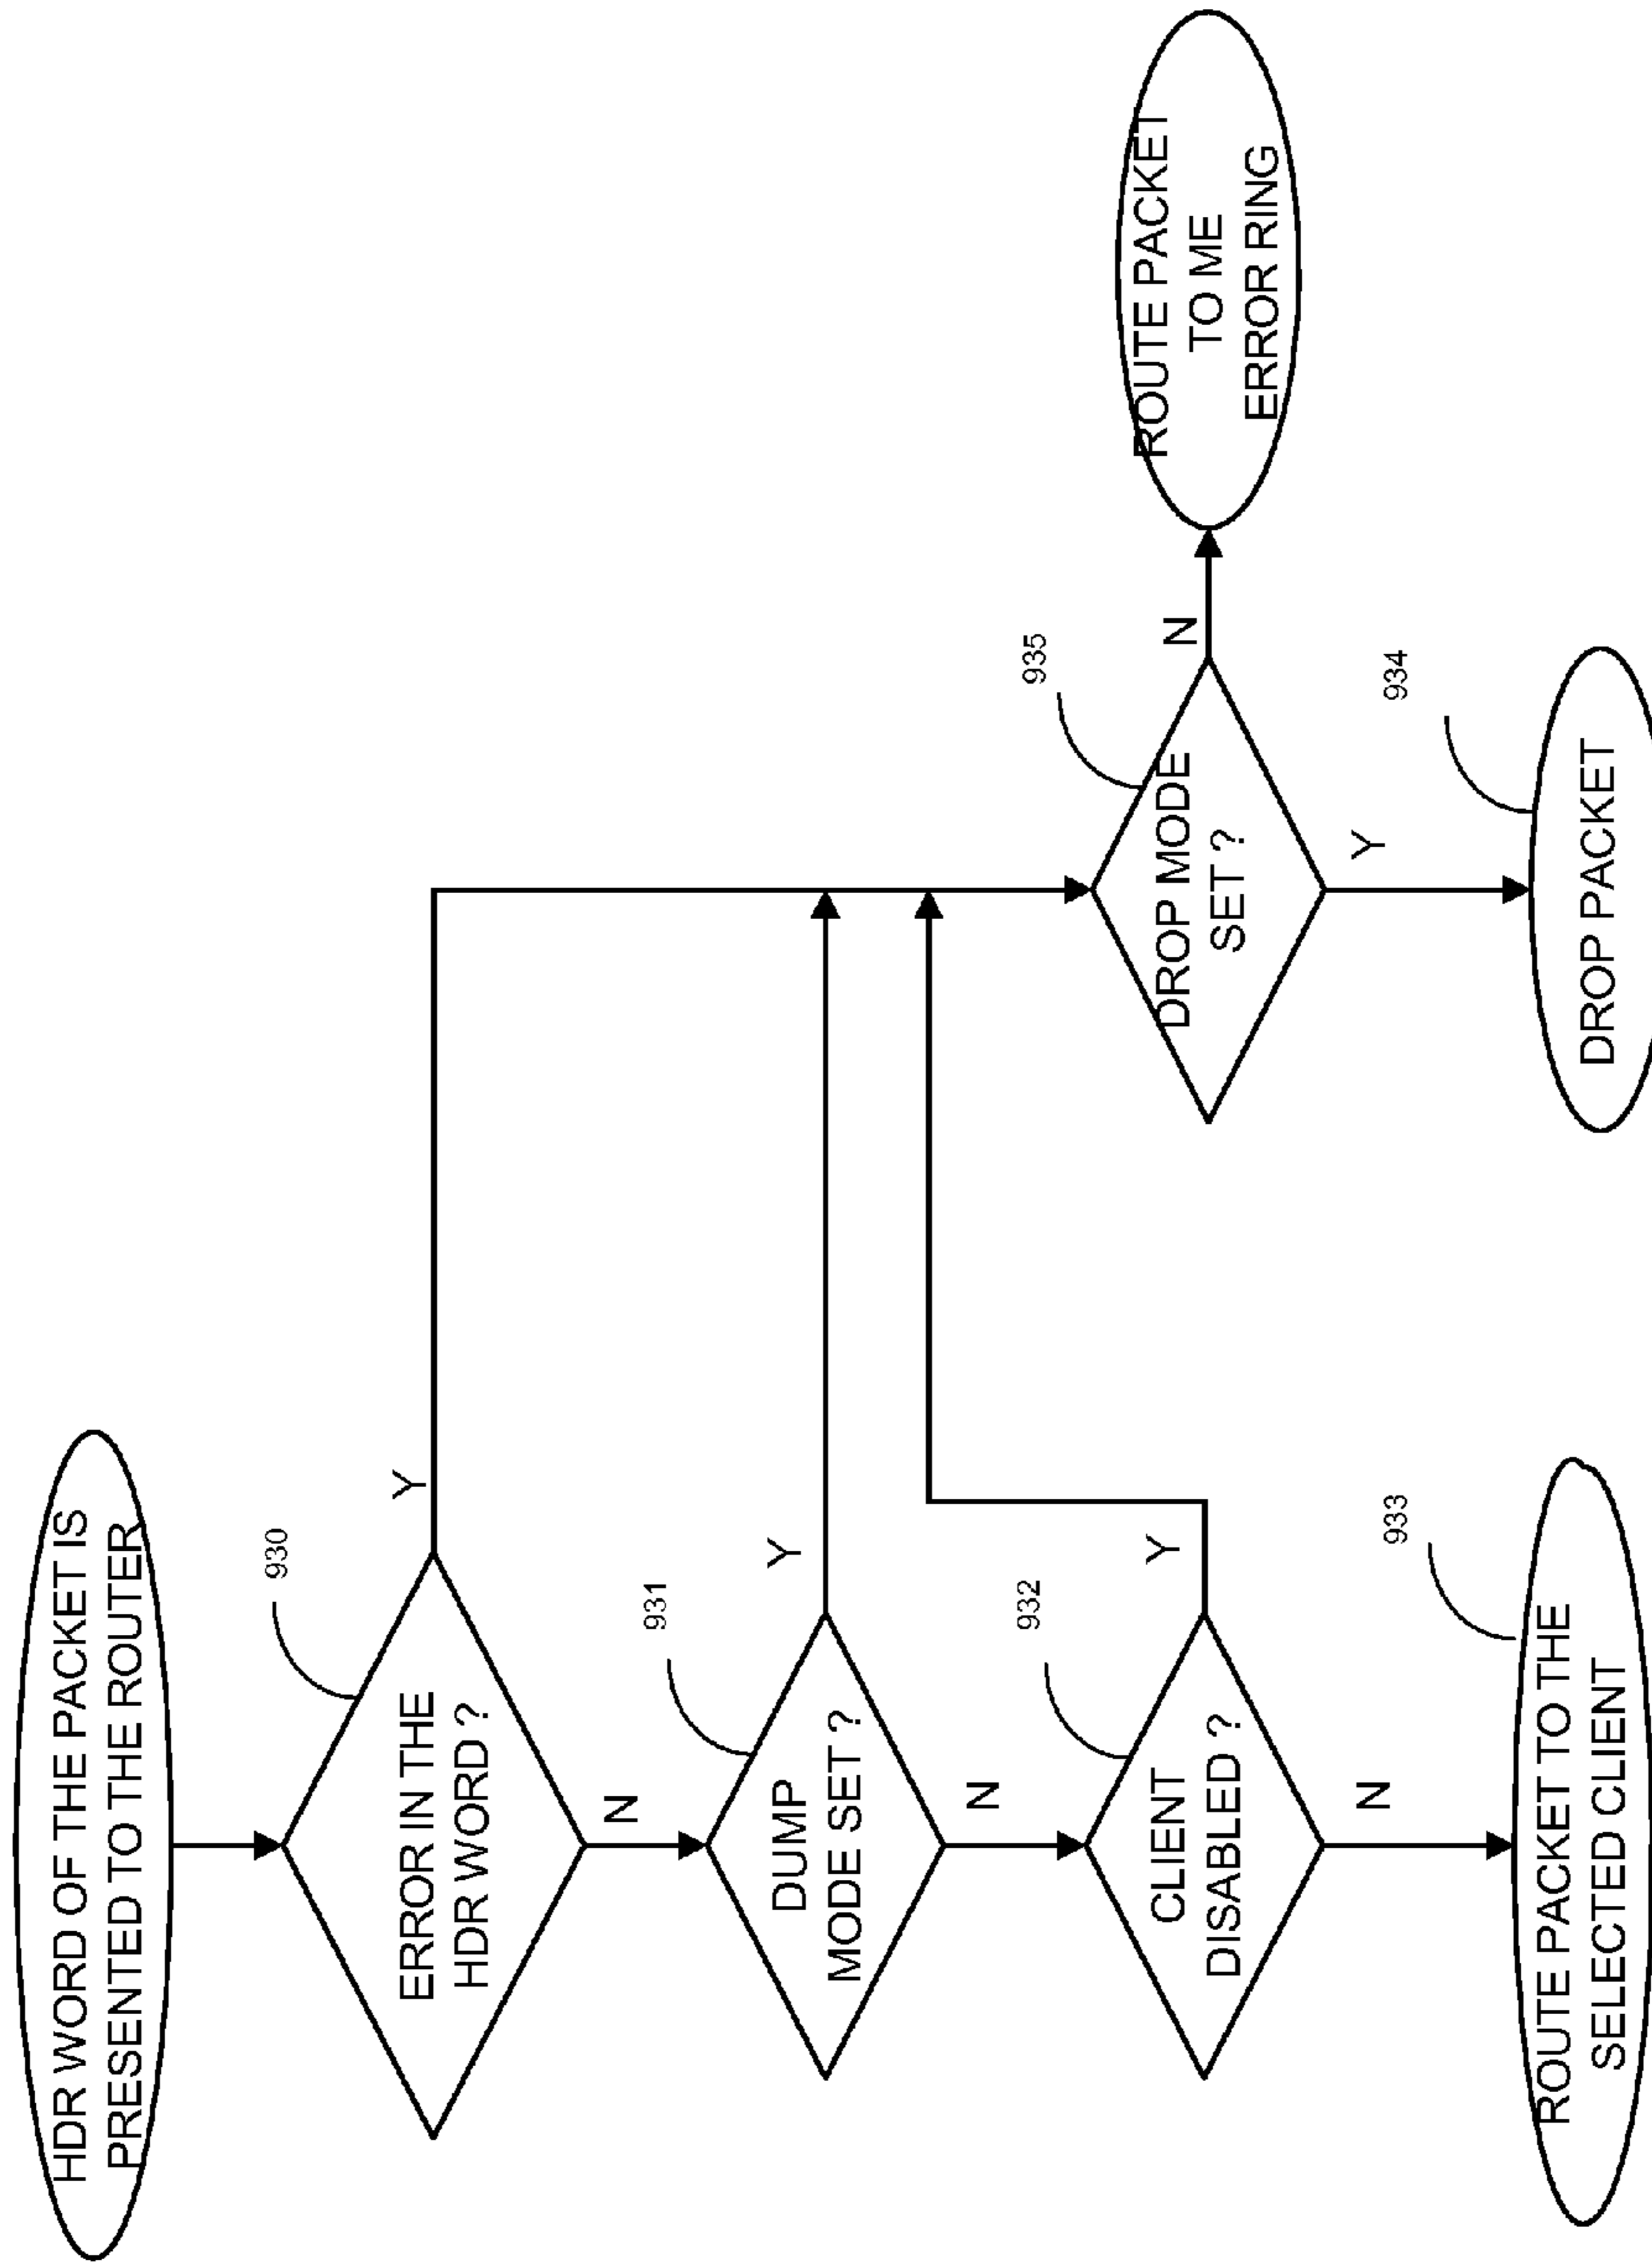 HDR WORD OF THE PACKET IS
PRESENTED TO THE ROUTER
930
ERROR IN THE
HDR WORD ?
Y
N
931
DUMP
MODE SET ?
Y
N
932
CLIENT
DISABLED ?
Y
N
933
ROUTE PACKET TO THE
SELECTED CLIENT
935
DROP MODE
SET ?
N
Y
ROUTE PACKET
TO ME
ERROR RING
934
DROP PACKET